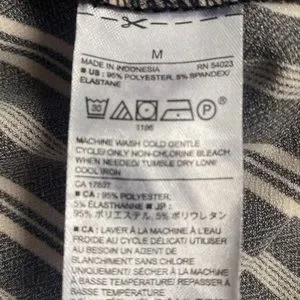 M
MADE IN INDONESIA RN 54023
■ US: 95% POLYESTER, 5% SPANDEX/
ELASTANE
1196
MACHINE WASH COLD GENTLE
CYCLE/ ONLY NON-CHLORINE BLEACH
WHEN NEEDED/ TUMBLE DRY LOW/
COOL IRON
CA 17897
■ CA: 95% POLYESTER,
5% ÉLASTHANNE ■ JP:
95% ポリエステル, 5% ポリウレタン
■ CA: LAVER À LA MACHINE À L'EAU
FROIDE AU CYCLE DÉLICAT/ UTILISER
AU BESOIN UN AGENT DE
BLANCHIMENT SANS CHLORE
UNIQUEMENT/ SÉCHER À LA MACHINE
À BASSE TEMPÉRATURE/ REPASSER À
BASSE TEMPÉRATURE